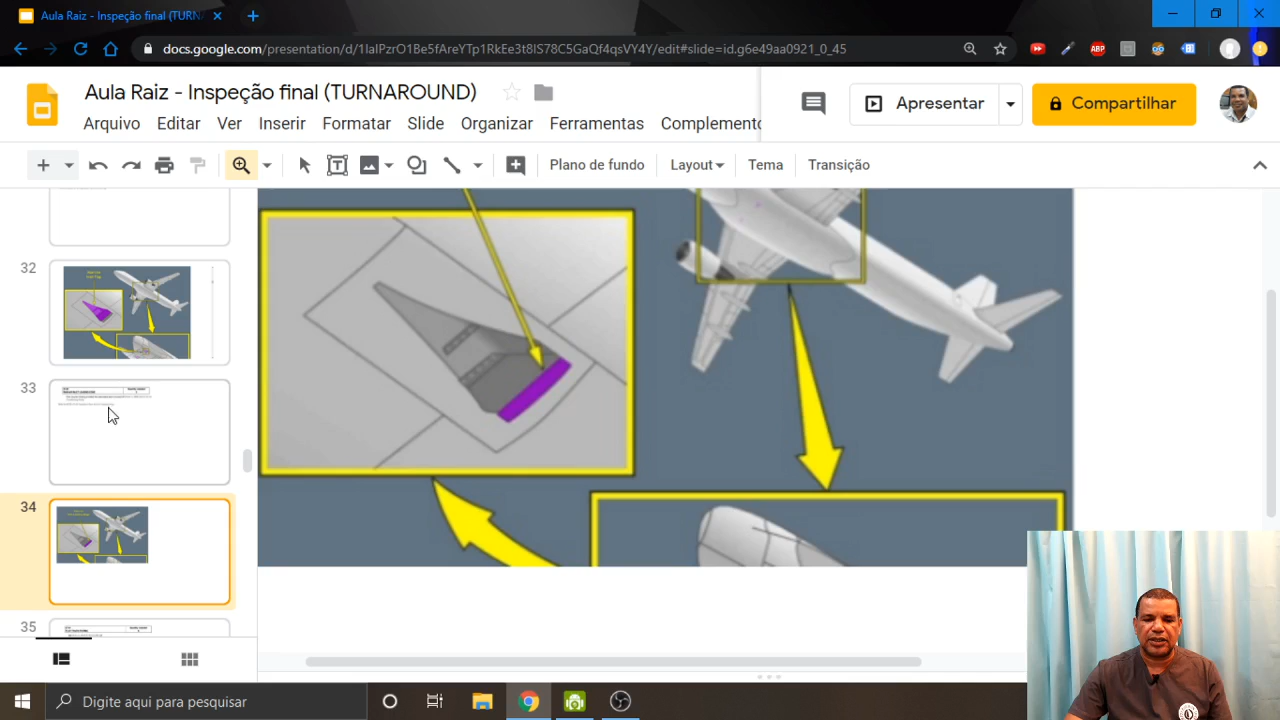 Aula Raiz - Inspeção final (TURN
docs.google.com/presentation/d/1IaIPzrO1Be5fAreYTp1RkEe3t8lS78C5GaQf4qsVY4Y/edit#slide=id.g6e49aa0921_0_45
ABP
Aula Raiz - Inspeção final (TURNAROUND)
Arquivo Editar Ver Inserir Formatar Slide Organizar Ferramentas Complemento
Apresentar
Compartilhar
Plano de fundo Layout Tema Transição
32
33
34
35
Digite aqui para pesquisar